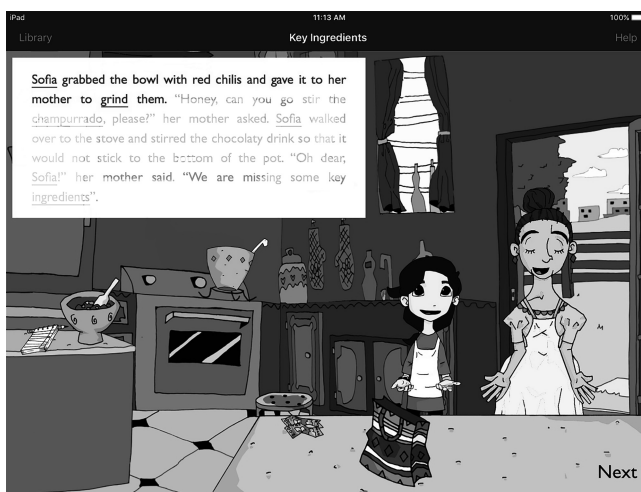 iPad 11:13 AM 100%
Library Key Ingredients Help
Sofia grabbed the bowl with red chilis and gave it to her
mother to grind them. “Honey, can you go stir the
champurrado, please?” her mother asked. Sofia walked
over to the stove and stirred the chocolaty drink so that it
would not stick to the bottom of the pot. “Oh dear,
Sofia!” her mother said. “We are missing some key
ingredients”.
Next